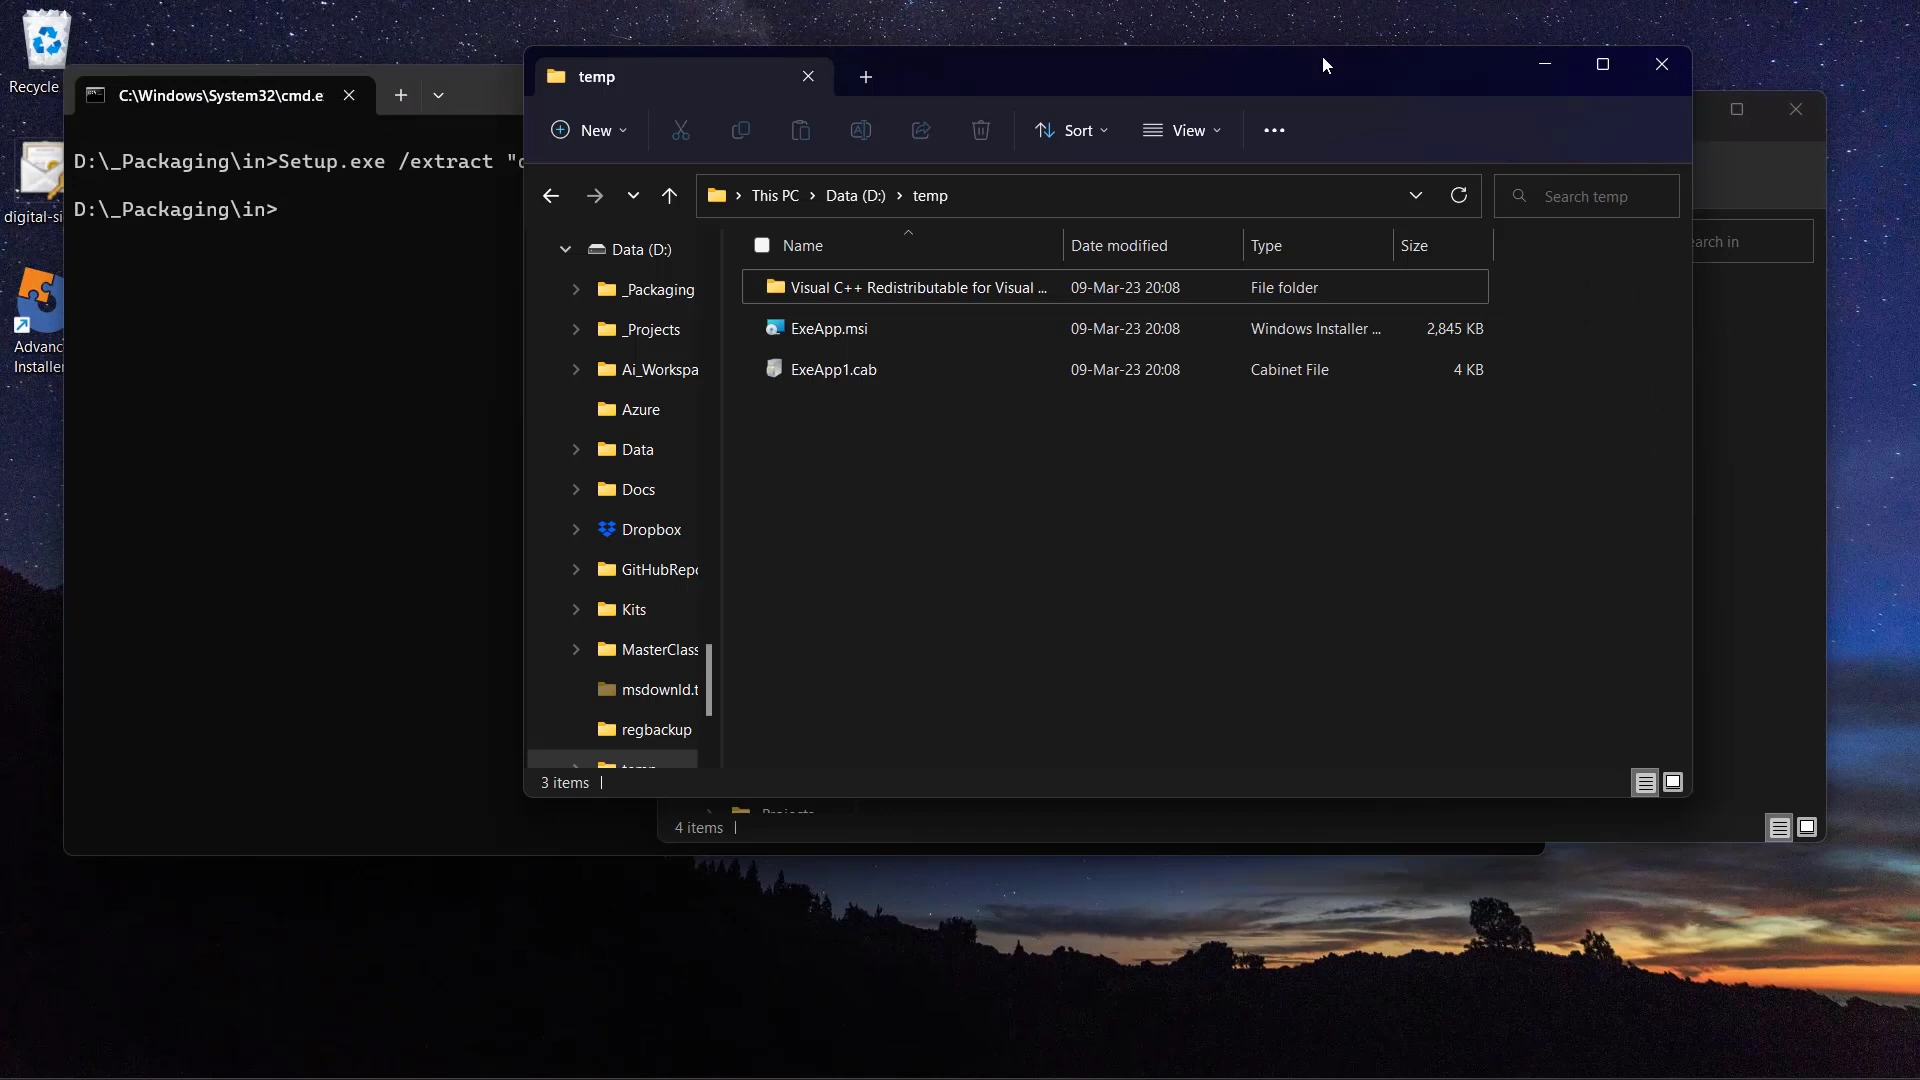 Recycle
digital-si
Advanc
Installer
C:\Windows\System32\cmd.e
D:\_Packaging\in>Setup.exe /extract "
D:\_Packaging\in>
temp
New
Sort
View
This PC
Data (D:)
temp
Search temp
arch in
Data (D:)
_Packaging
_Projects
Ai_Workspa
Azure
Data
Docs
Dropbox
GitHubRepo
Kits
MasterClass
msdownld.t
regbackup
Name
Date modified
Type
Size
Visual C++ Redistributable for Visual ...
09-Mar-23 20:08
File folder
ExeApp.msi
09-Mar-23 20:08
Windows Installer ...
2,845 KB
ExeApp1.cab
09-Mar-23 20:08
Cabinet File
4 KB
3 items
4 items